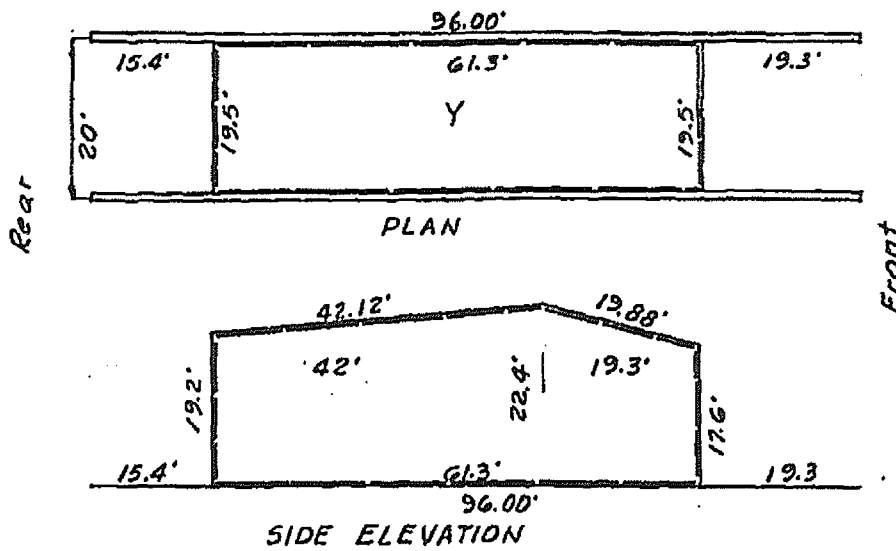 96.00'
15.4' 61.3' 19.3'
20' 19.5' Y 19.5'
Rear
PLAN
Front
42.12' 19.88'
42' 22.4' 19.3'
19.2' 17.6'
15.4' 61.3' 19.3
96.00'
SIDE ELEVATION